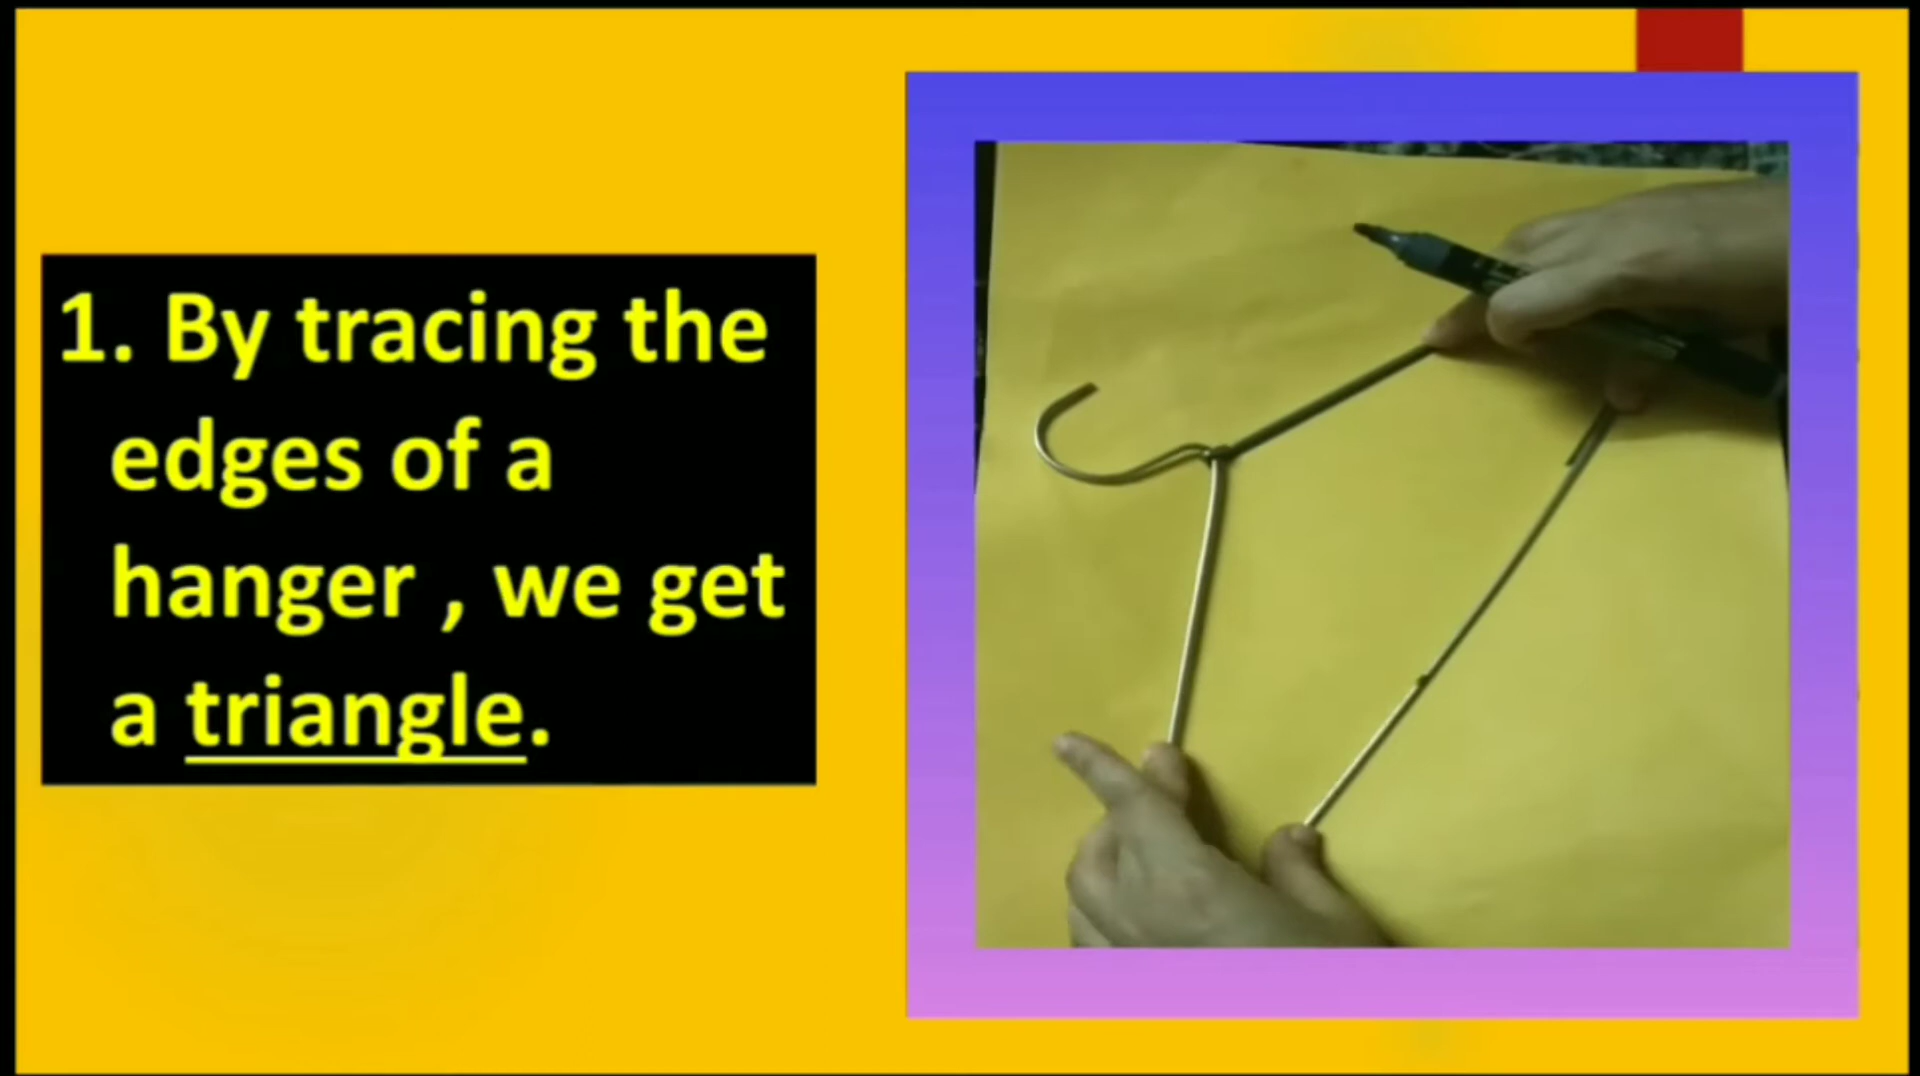 1. By tracing the
edges of a
hanger , we get
a triangle.